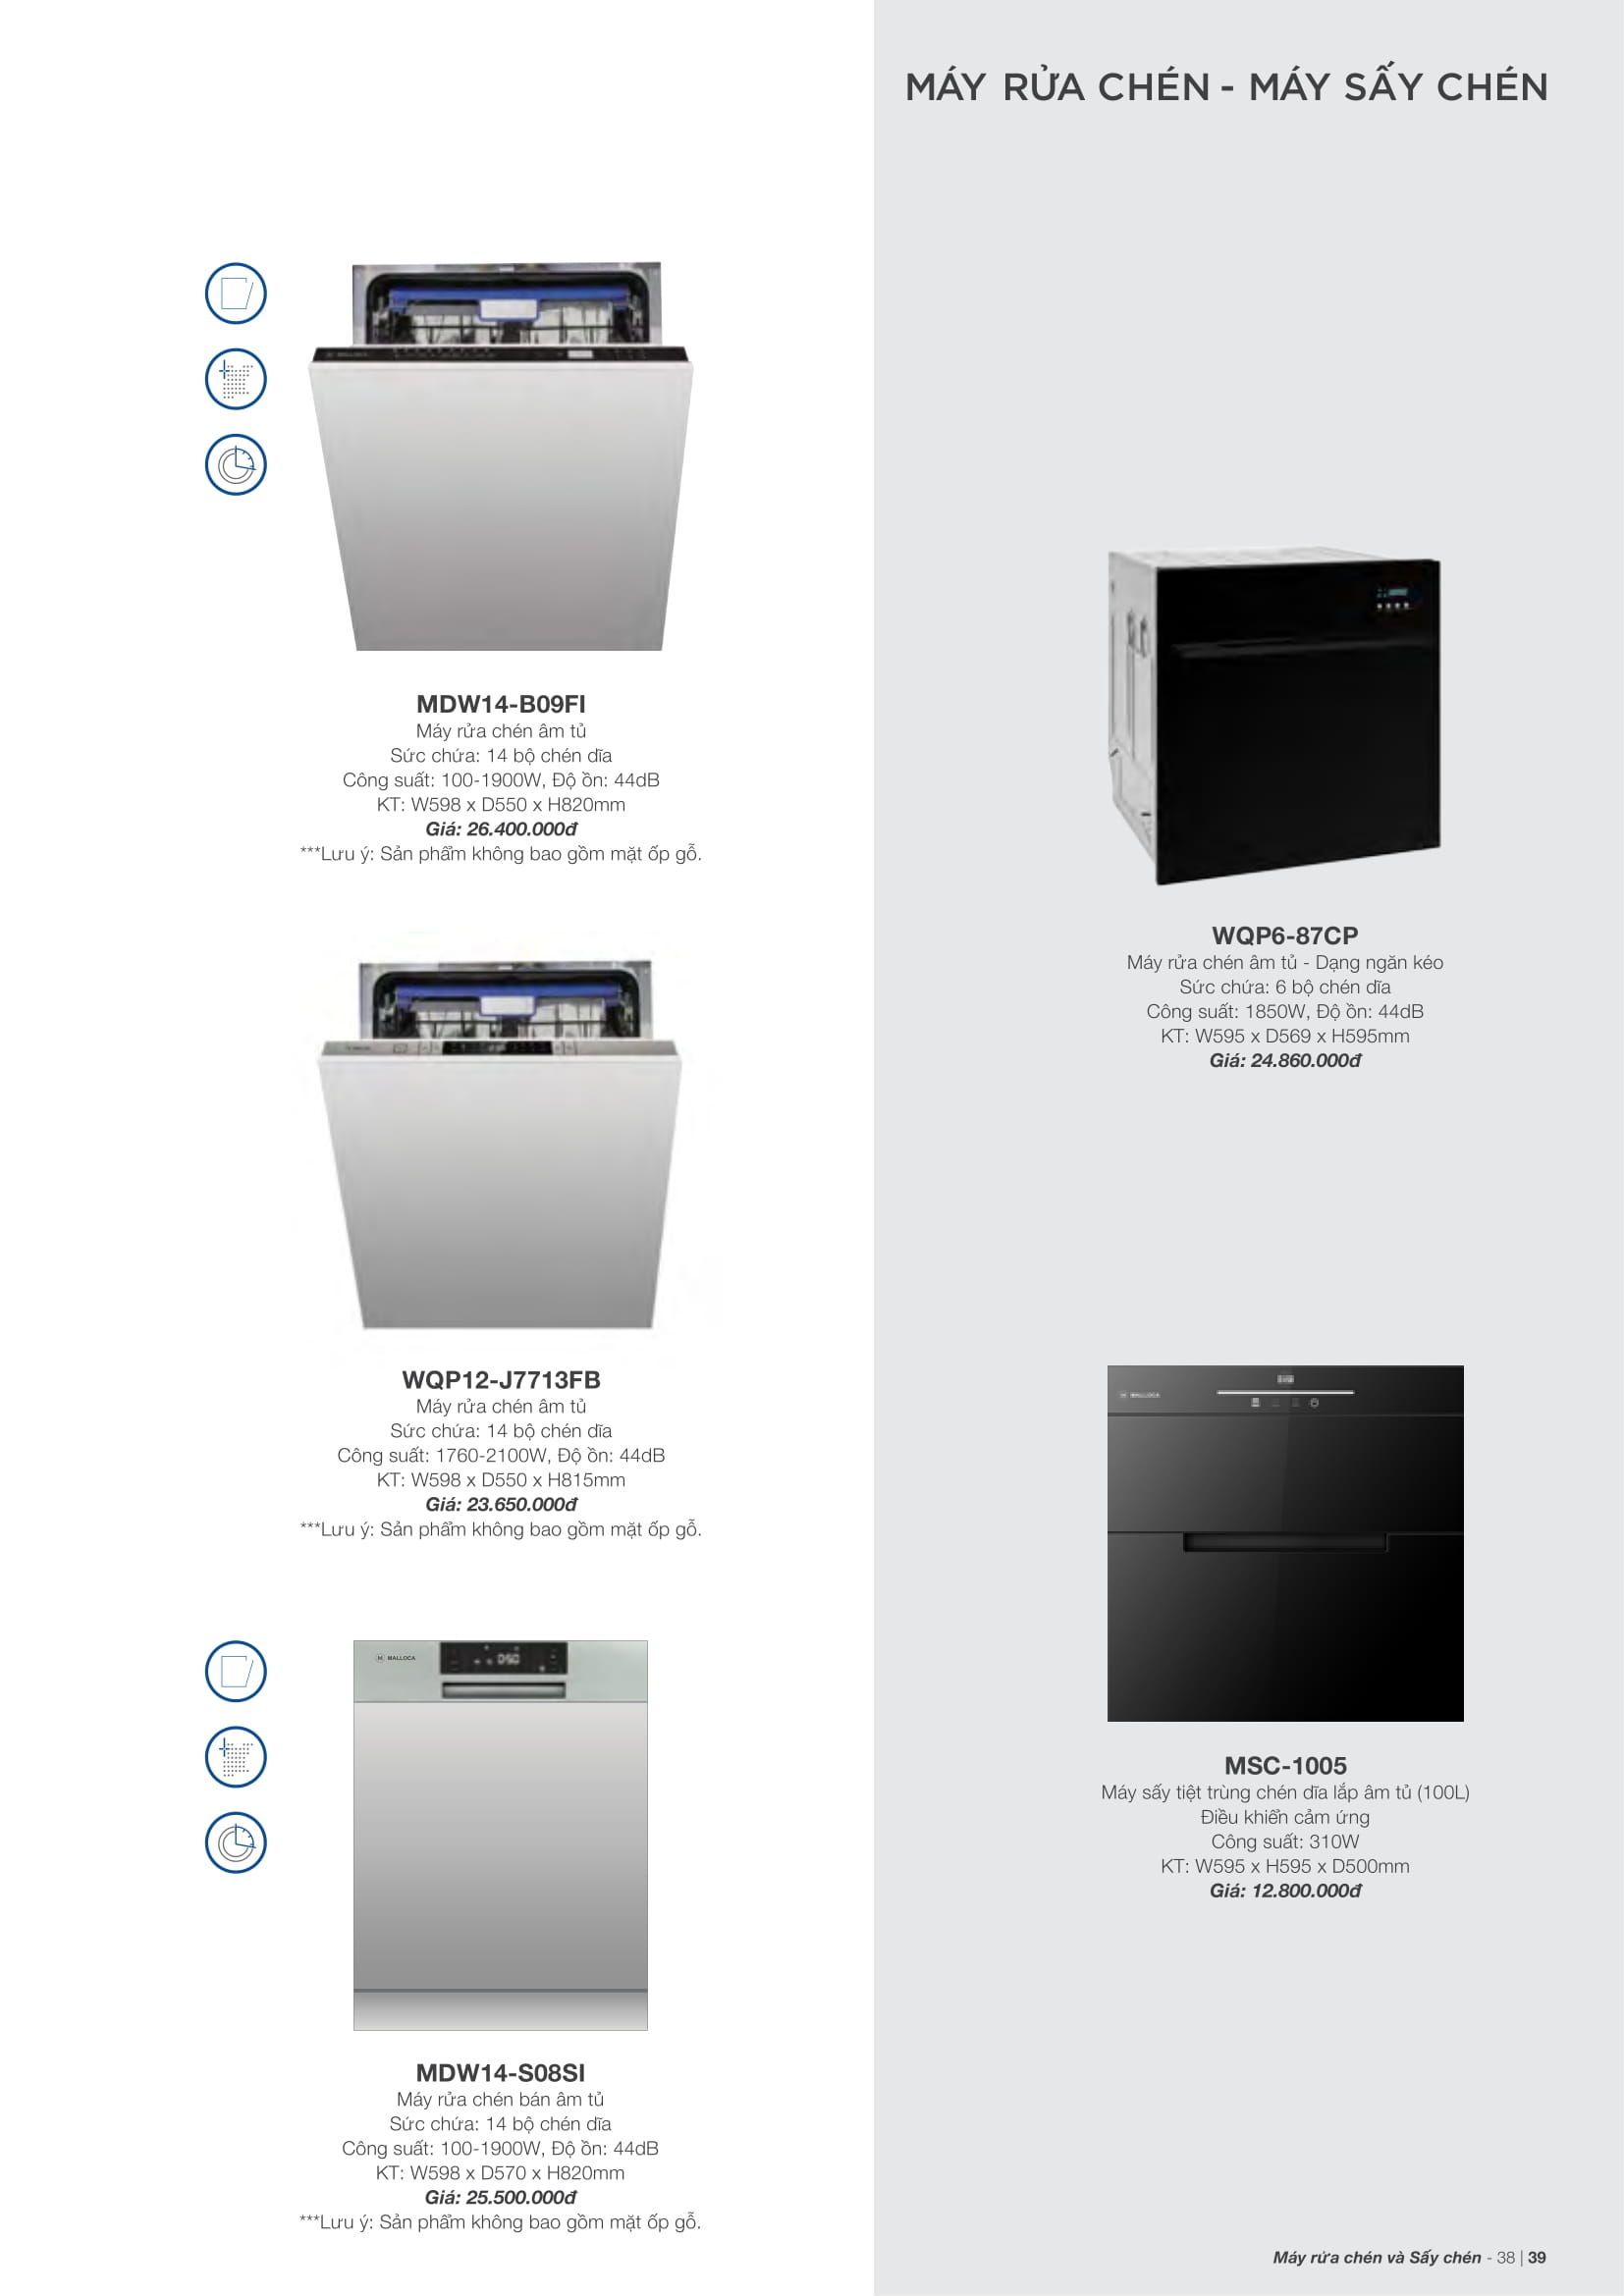 MÁY RỬA CHÉN - MÁY SẤY CHÉN
MDW14-B09FI
Máy rửa chén âm tủ
Sức chứa: 14 bộ chén dĩa
Công suất: 100-1900W, Độ ồn: 44dB
KT: W598 x D550 x H820mm
Giá: 26.400.000đ
***Lưu ý: Sản phẩm không bao gồm mặt ốp gỗ.
WQP12-J7713FB
Máy rửa chén âm tủ
Sức chứa: 14 bộ chén dĩa
Công suất: 1760-2100W, Độ ồn: 44dB
KT: W598 x D550 x H815mm
Giá: 23.650.000đ
***Lưu ý: Sản phẩm không bao gồm mặt ốp gỗ.
M MALLOCA
MDW14-S08SI
Máy rửa chén bán âm tủ
Sức chứa: 14 bộ chén dĩa
Công suất: 100-1900W, Độ ồn: 44dB
KT: W598 x D570 x H820mm
Giá: 25.500.000đ
***Lưu ý: Sản phẩm không bao gồm mặt ốp gỗ.
WQP6-87CP
Máy rửa chén âm tủ - Dạng ngăn kéo
Sức chứa: 6 bộ chén dĩa
Công suất: 1850W, Độ ồn: 44dB
KT: W595 x D569 x H595mm
Giá: 24.860.000đ
M MALLOCA
MSC-1005
Máy sấy tiệt trùng chén dĩa lắp âm tủ (100L)
Điều khiển cảm ứng
Công suất: 310W
KT: W595 x H595 x D500mm
Giá: 12.800.000đ
Máy rửa chén và Sấy chén - 38 | 39